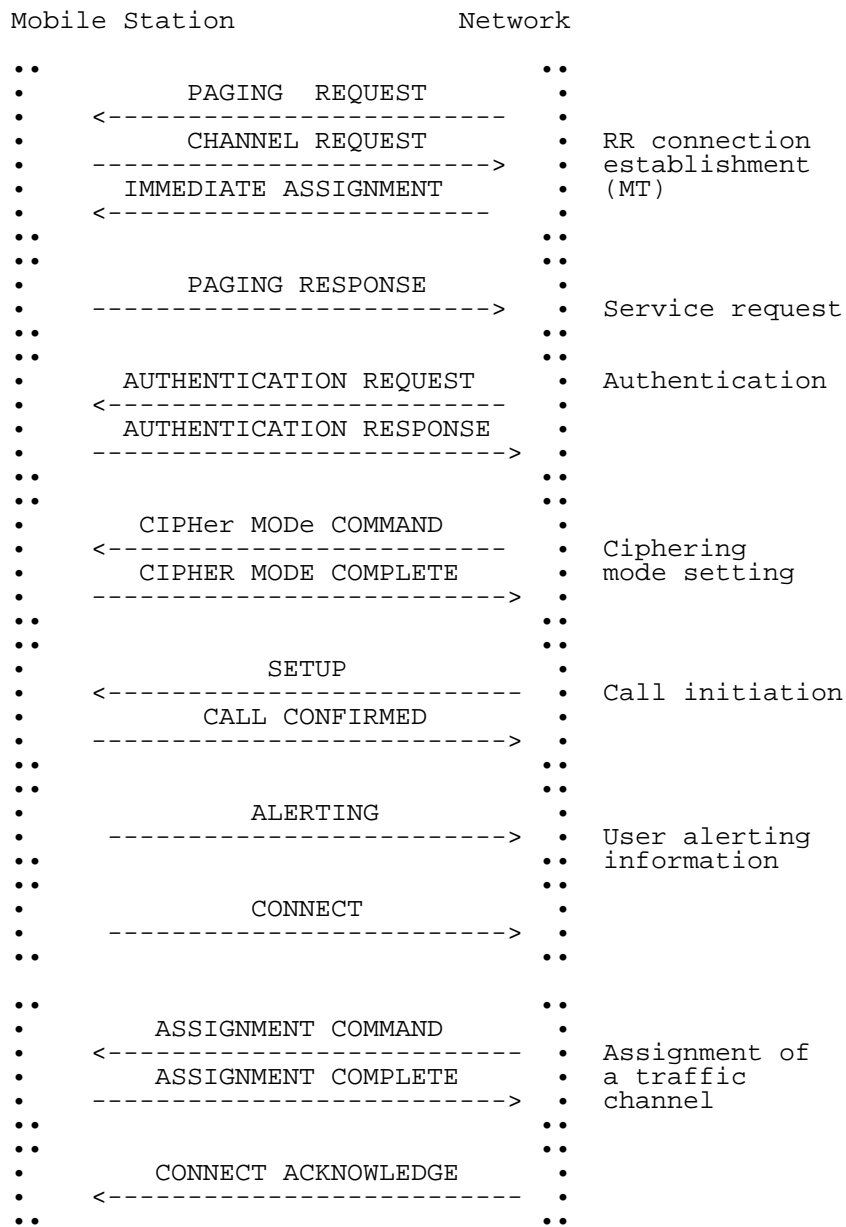 Mobile Station Network
PAGING REQUEST
<-------------------------
CHANNEL REQUEST RR connection
-------------------------> establishment
IMMEDIATE ASSIGNMENT (MT)
<------------------------
PAGING RESPONSE
-------------------------> Service request
AUTHENTICATION REQUEST Authentication
<-------------------------
AUTHENTICATION RESPONSE
-------------------------->
CIPHer MODe COMMAND
<------------------------- Ciphering
CIPHER MODE COMPLETE mode setting
-------------------------->
SETUP
<-------------------------- Call initiation
CALL CONFIRMED
-------------------------->
ALERTING
-------------------------> User alerting
information
CONNECT
------------------------->
ASSIGNMENT COMMAND
<-------------------------- Assignment of
ASSIGNMENT COMPLETE a traffic
--------------------------> channel
CONNECT ACKNOWLEDGE
<--------------------------